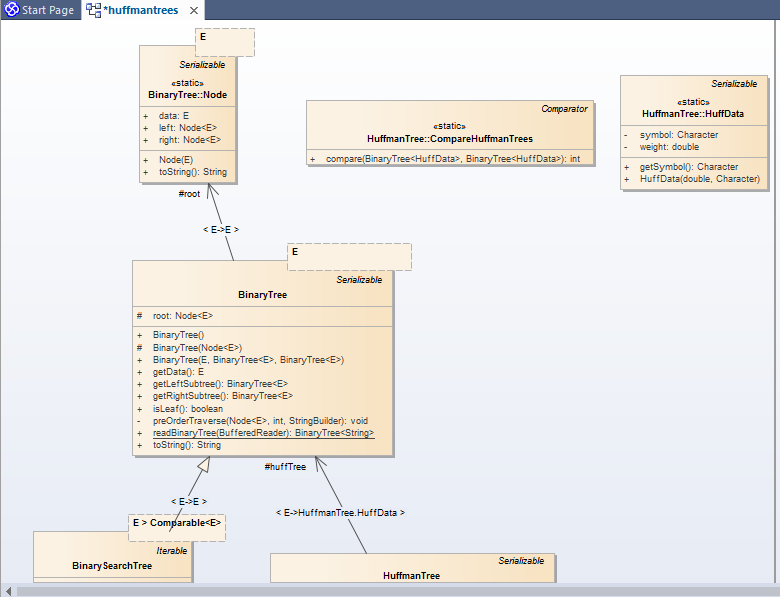 Start Page
*huffmantrees
E
Serializable
«static»
BinaryTree::Node
+ data: E
+ left: Node<E>
+ right: Node<E>
+ Node(E)
+ toString(): String
Comparator
«static»
HuffmanTree::CompareHuffmanTrees
+ compare(BinaryTree<HuffData>, BinaryTree<HuffData>): int
Serializable
«static»
HuffmanTree::HuffData
- symbol: Character
- weight: double
+ getSymbol(): Character
+ HuffData(double, Character)
#root
< E->E >
E
Serializable
BinaryTree
# root: Node<E>
+ BinaryTree()
# BinaryTree(Node<E>)
+ BinaryTree(E, BinaryTree<E>, BinaryTree<E>)
+ getData(): E
+ getLeftSubtree(): BinaryTree<E>
+ getRightSubtree(): BinaryTree<E>
+ isLeaf(): boolean
- preOrderTraverse(Node<E>, int, StringBuilder): void
+ readBinaryTree(BufferedReader): BinaryTree<String>
+ toString(): String
#huffTree
< E->E >
< E->HuffmanTree.HuffData >
E > Comparable<E>
Iterable
BinarySearchTree
Serializable
HuffmanTree